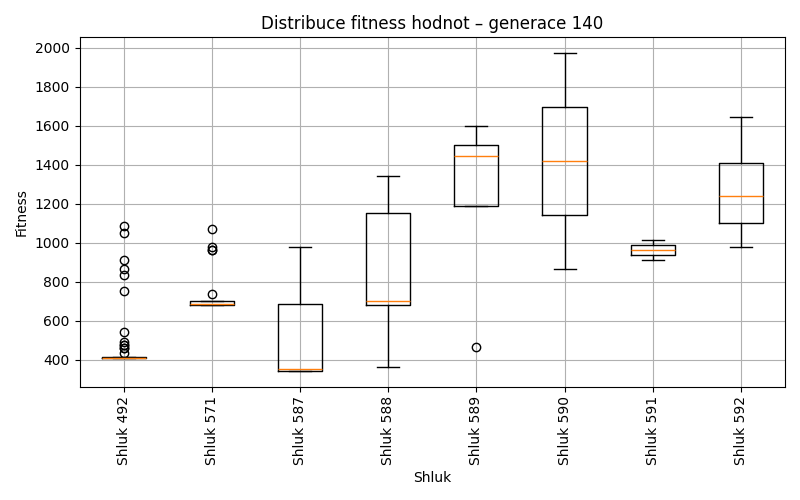 Distribuce fitness hodnot – generace 140
Fitness
2000
1800
1600
1400
1200
1000
800
600
400
Shluk 492
Shluk 571
Shluk 587
Shluk 588
Shluk 589
Shluk 590
Shluk 591
Shluk 592
Shluk